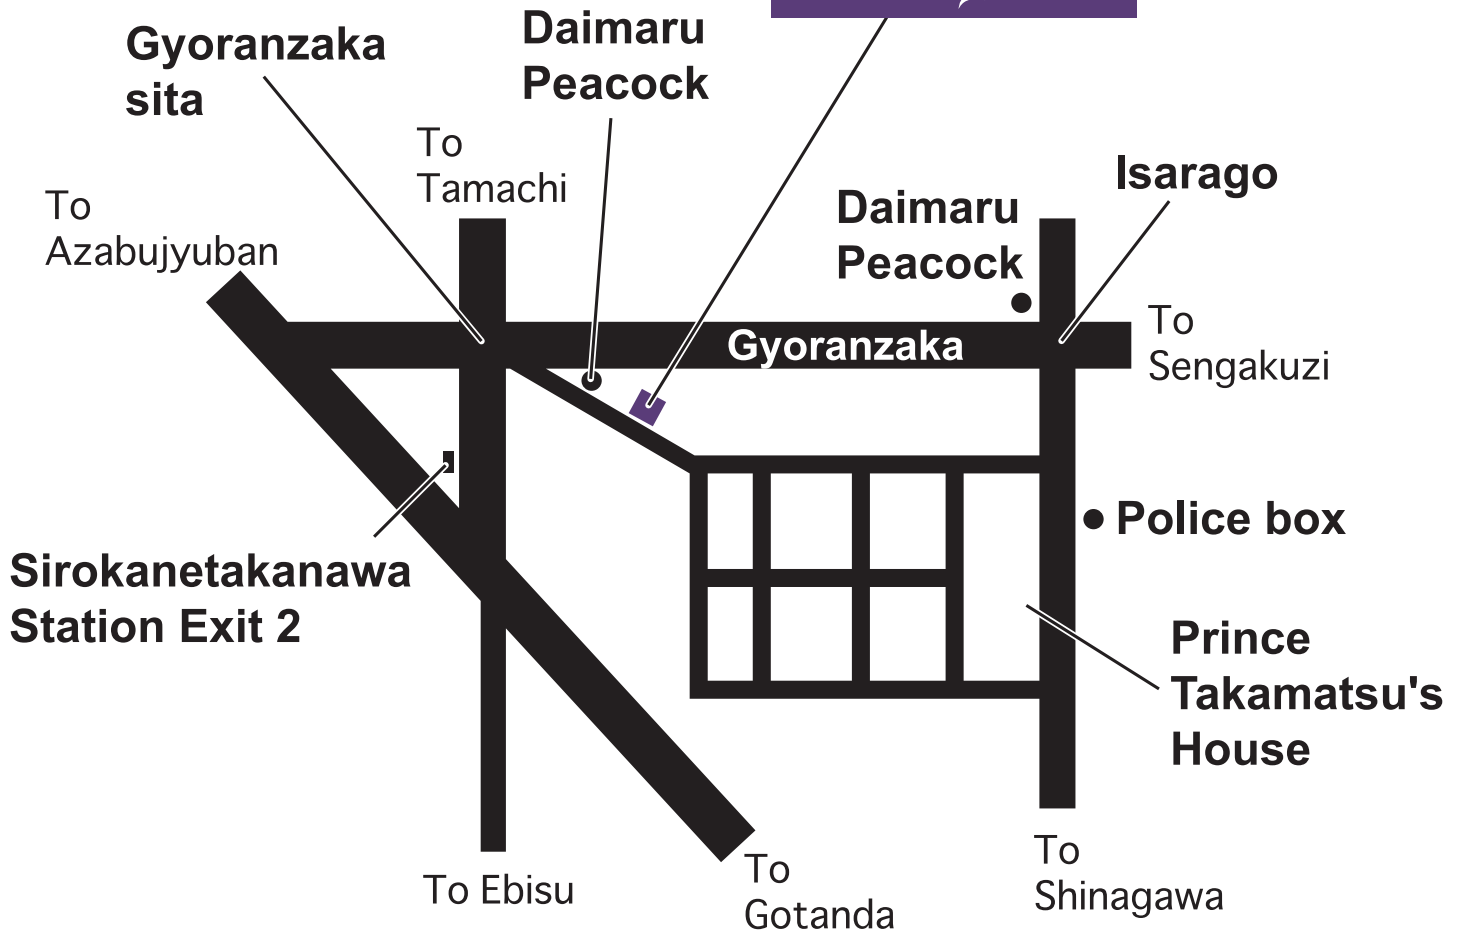 Gyoranzaka
sita
Daimaru
Peacock
To
Tamachi
To
Azabujyuban
Daimaru
Peacock
Isarago
Gyoranzaka
To
Sengakuzi
Police box
Sirokanetakanawa
Station Exit 2
Prince
Takamatsu's
House
To Ebisu
To
Gotanda
To
Shinagawa